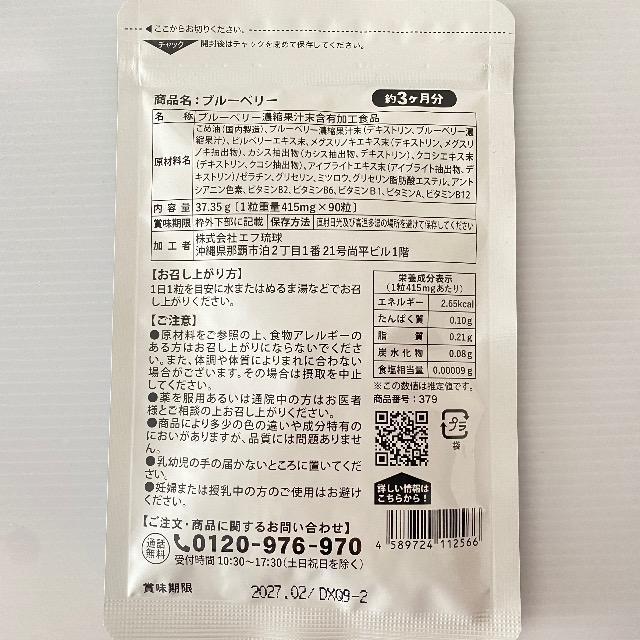 ◀ここからお切りください。
チャック 開封後はチャックを閉めて保存してください。
商品名:ブルーベリー 約3ヶ月分
名 称 ブルーベリー濃縮果汁末含有加工食品
原材料名 こめ油(国内製造)、ブルーベリー濃縮果汁末(デキストリン、ブルーベリー濃
縮果汁)、ビルベリーエキス末、メグスリノキエキス末(デキストリン、メグスリ
ノキ抽出物)、カシス抽出物(カシス抽出物、デキストリン)、クコシエキス末
(デキストリン、クコシ抽出物)、アイブライトエキス末(アイブライト抽出物、デ
キストリン)/ゼラチン、グリセリン、ミツロウ、グリセリン脂肪酸エステル、アント
シアニン色素、ビタミンB2、ビタミンB6、ビタミンB1、ビタミンA、ビタミンB12
内 容 量 37.35g[1粒重量415mg×90粒]
賞味期限 枠外下部に記載 保存方法 直射日光及び高温多湿の場所を避けて保存してください
加 工 者 株式会社エフ琉球
沖縄県那覇市泊2丁目1番21号尚平ビル1階
【お召し上がり方】
1日1粒を目安に水またはぬるま湯などでお召
し上がりください。
【ご注意】
●原材料をご参照の上、食物アレルギーの
ある方はお召し上がりにならないでくださ
い。また、体調や体質によりまれに合わない
場合がございます。その場合は摂取を中止
してください。
●薬を服用あるいは通院中の方はお医者
様とご相談の上お召し上がりください。
●商品により多少の色の違いや成分特有の
においがありますが、品質には問題ありませ
ん。
●乳幼児の手の届かないところに置いてくだ
さい。
●妊婦または授乳中の方のご使用はお避け
ください。
栄養成分表示
(1粒415mgあたり)
エネルギー 2.65kcal
たんぱく質 0.10g
脂 質 0.21g
炭水化物 0.08g
食塩相当量 0.00009g
※この数値は推定値です。
商品番号:379
プラ
袋
詳しい情報は
こちらから!
【ご注文・商品に関するお問い合わせ】
通話
無料 0120-976-970
受付時間 10:30〜17:30(土日祝日を除く)
4 589724 112566
賞味期限 2027.02/DXQ9-2